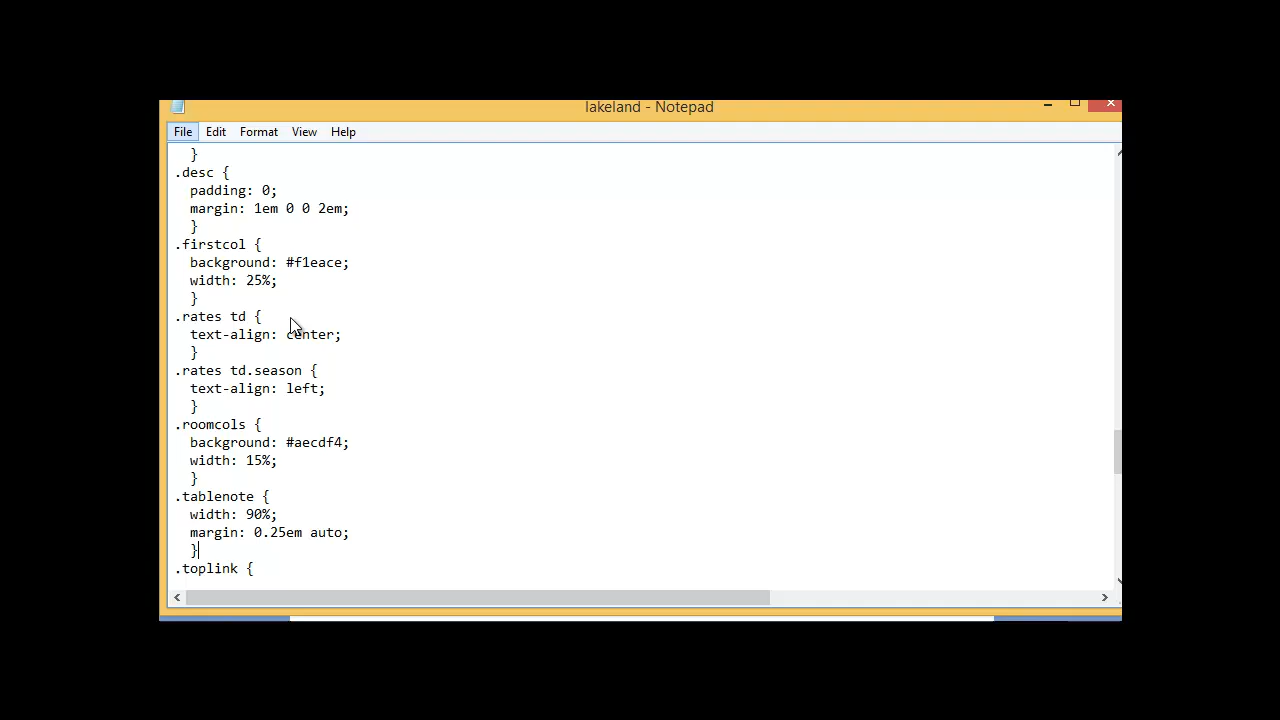 lakeland - Notepad
File Edit Format View Help
}
.desc {
padding: 0;
margin: 1em 0 0 2em;
}
.firstcol {
background: #f1eace;
width: 25%;
}
.rates td {
text-align: center;
}
.rates td.season {
text-align: left;
}
.roomcols {
background: #aecdf4;
width: 15%;
}
.tablenote {
width: 90%;
margin: 0.25em auto;
}
.toplink {